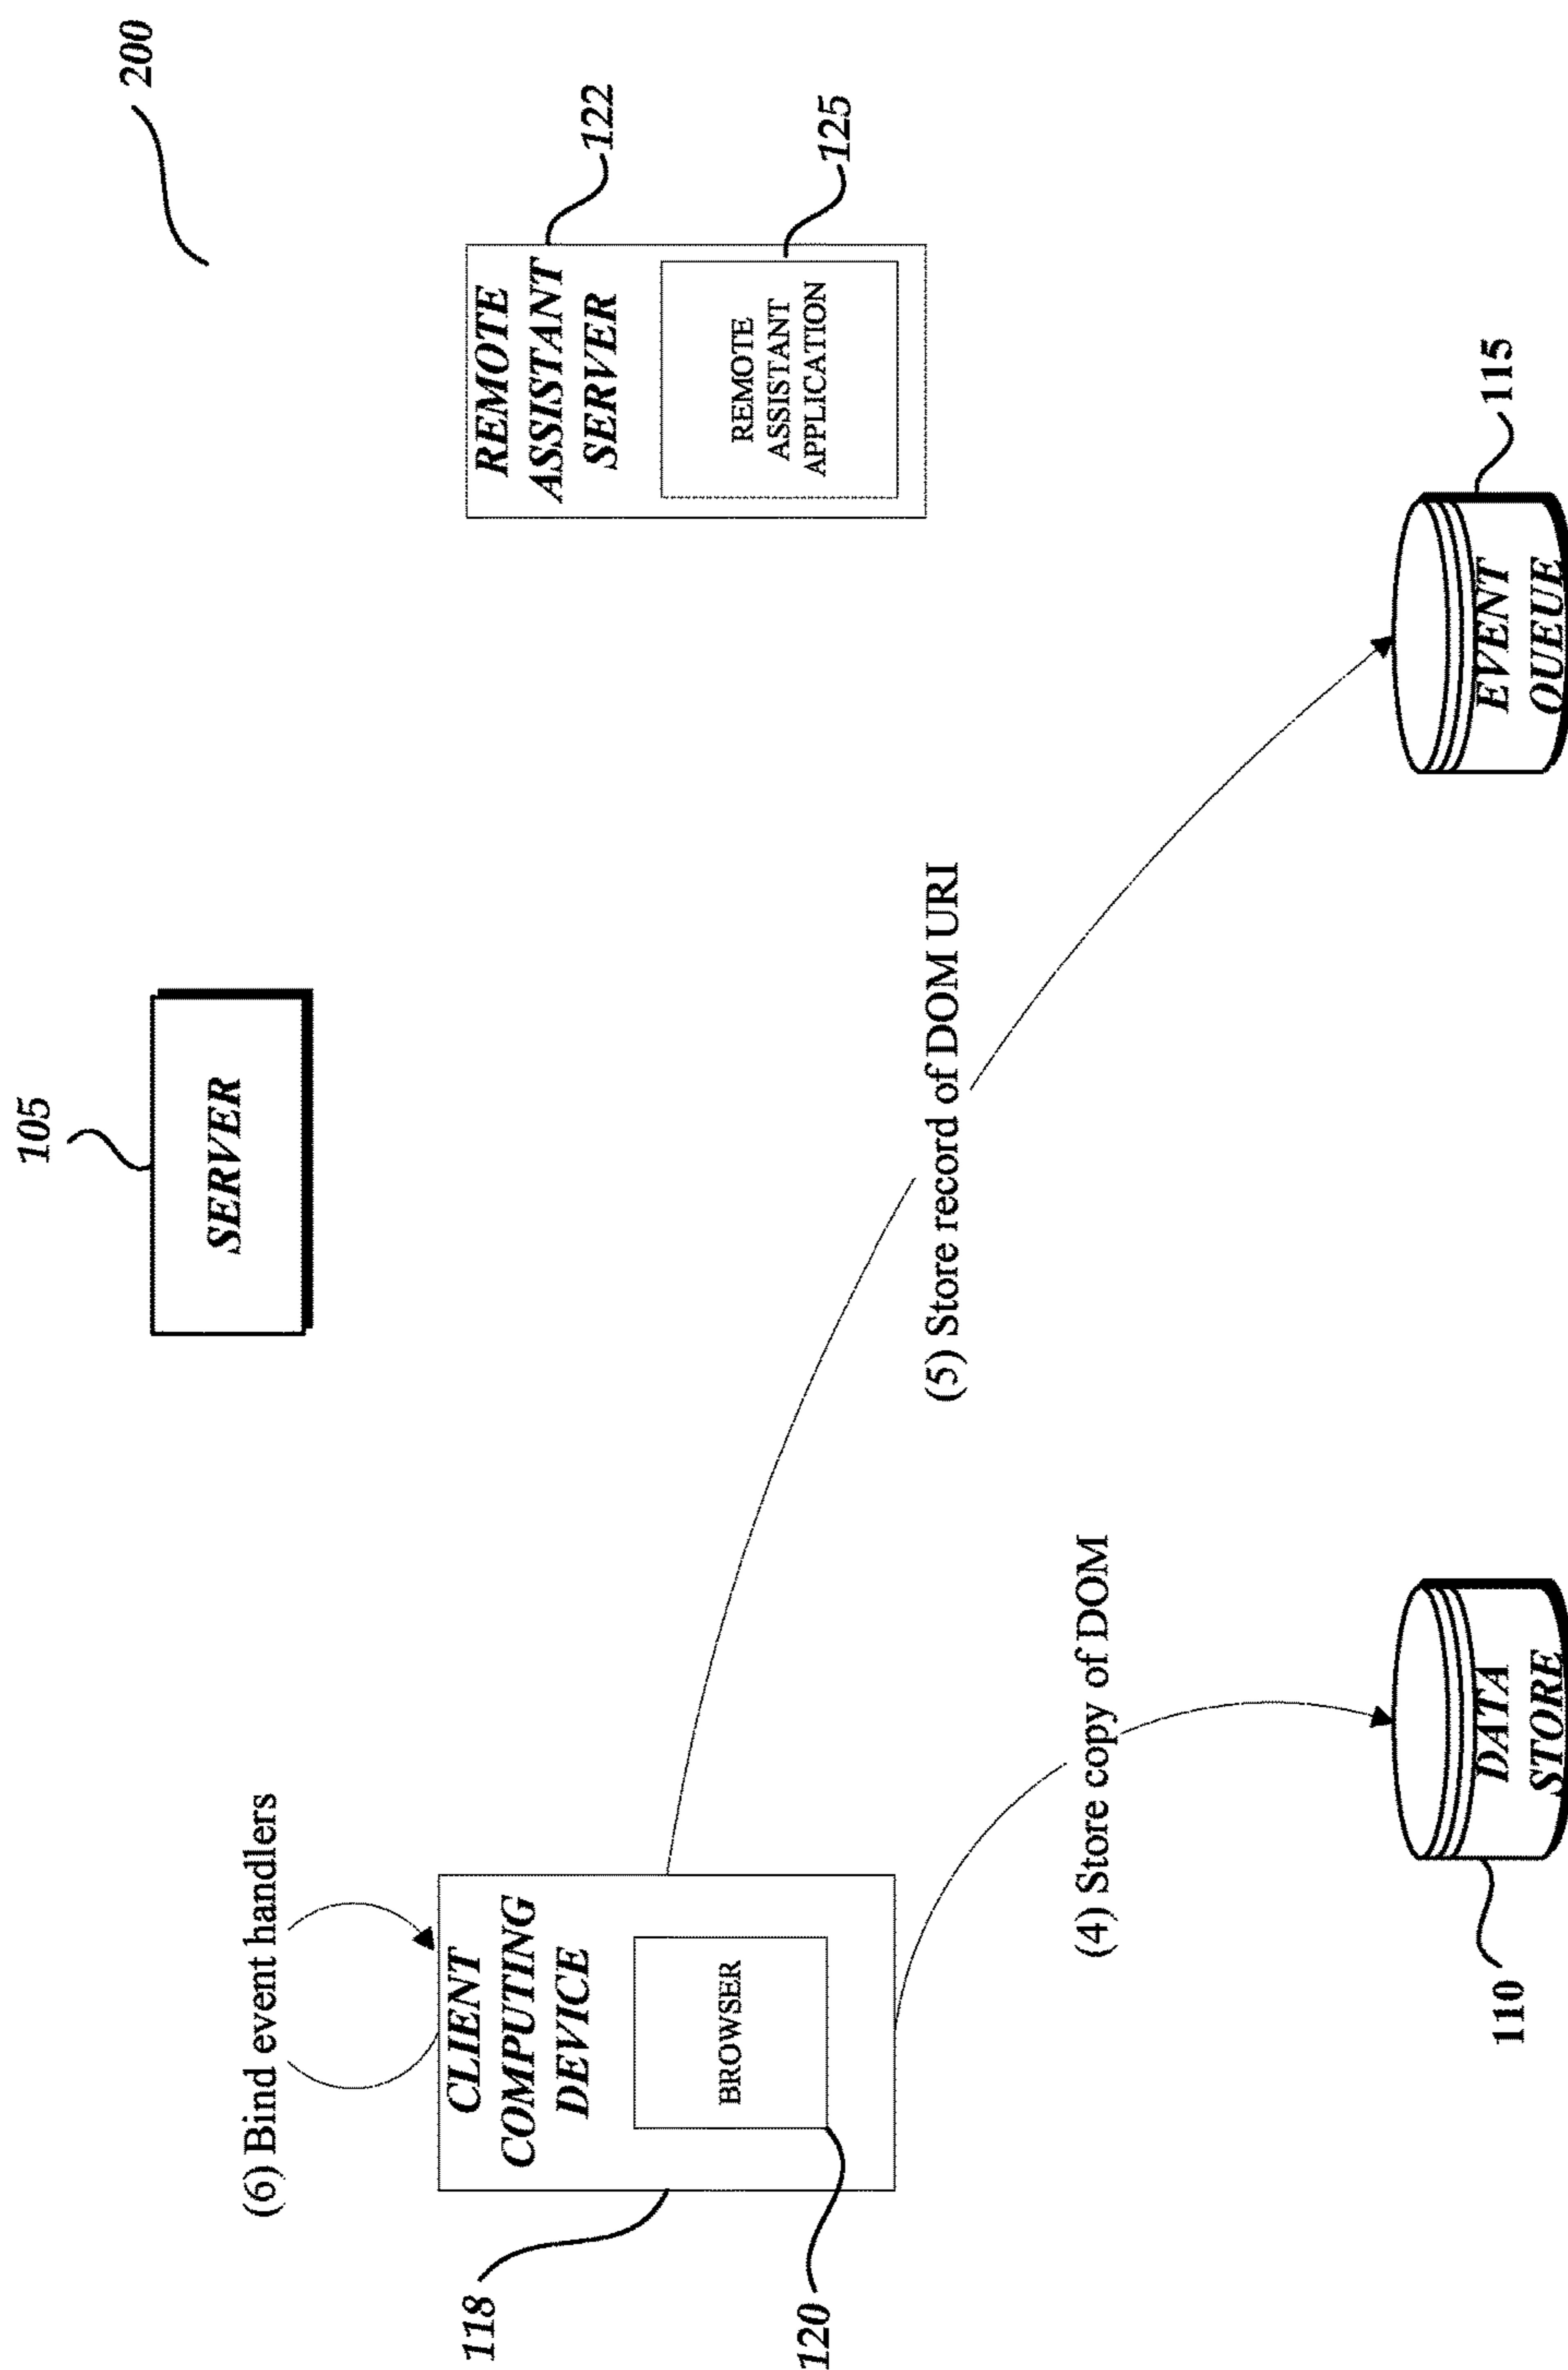 200
105
SERVER
(6) Bind event handlers
CLIENT
COMPUTING
DEVICE
BROWSER
118
120
REMOTE
ASSISTANT
SERVER
122
REMOTE
ASSISTANT
APPLICATION
125
(5) Store record of DOM URI
(4) Store copy of DOM
DATA
STORE
110
EVENT
QUEUE
115